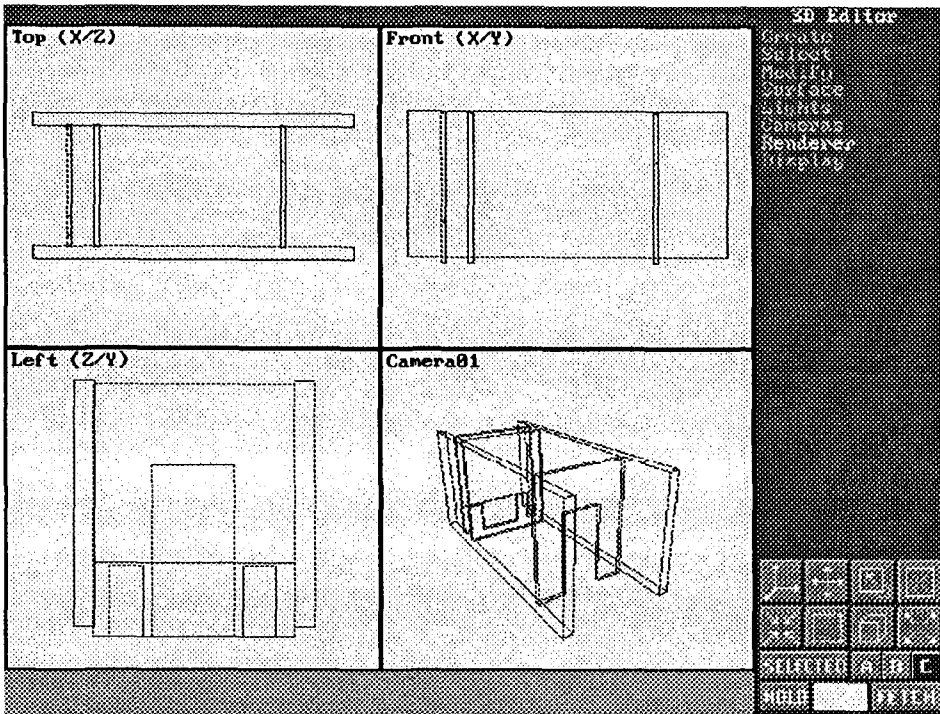 3D Editor
Top (X/Z)
Front (X/Y)
Create
Select
Modify
Surface
Lights
Cameras
Renderer
Display
Left (Z/Y)
Camera01
SELECTED A B C
HOLD FETCH